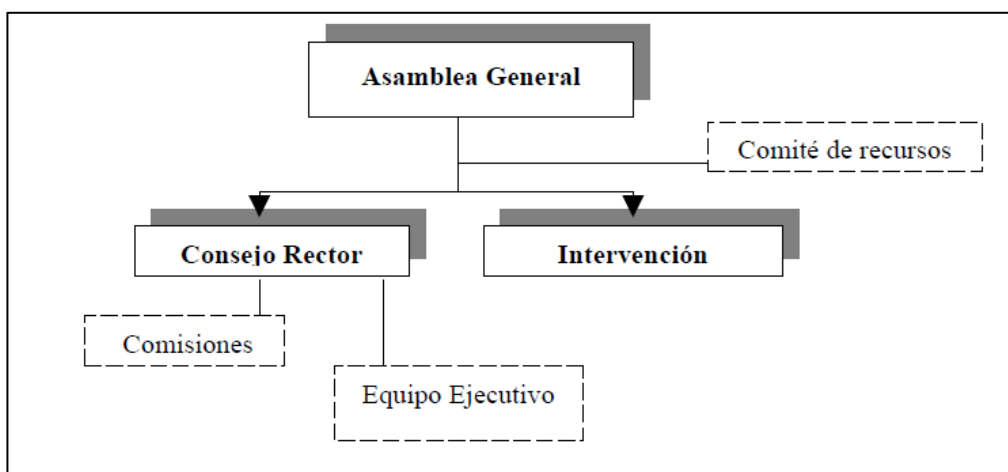 Asamblea General
Comité de recursos
Consejo Rector
Intervención
Comisiones
Equipo Ejecutivo